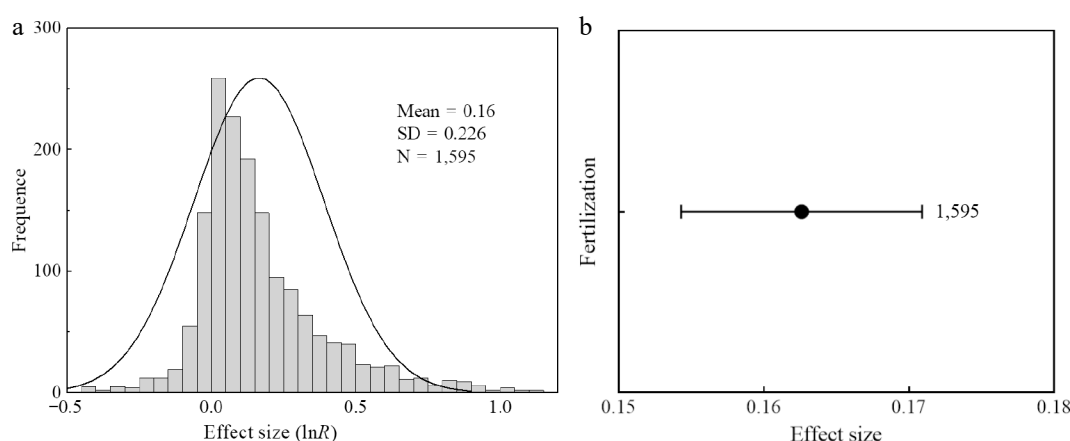 a
300
200
100
0
Frequence
Mean = 0.16
SD = 0.226
N = 1,595
−0.5
0.0
0.5
1.0
Effect size (lnR)
b
Fertilization
1,595
0.15
0.16
0.17
0.18
Effect size